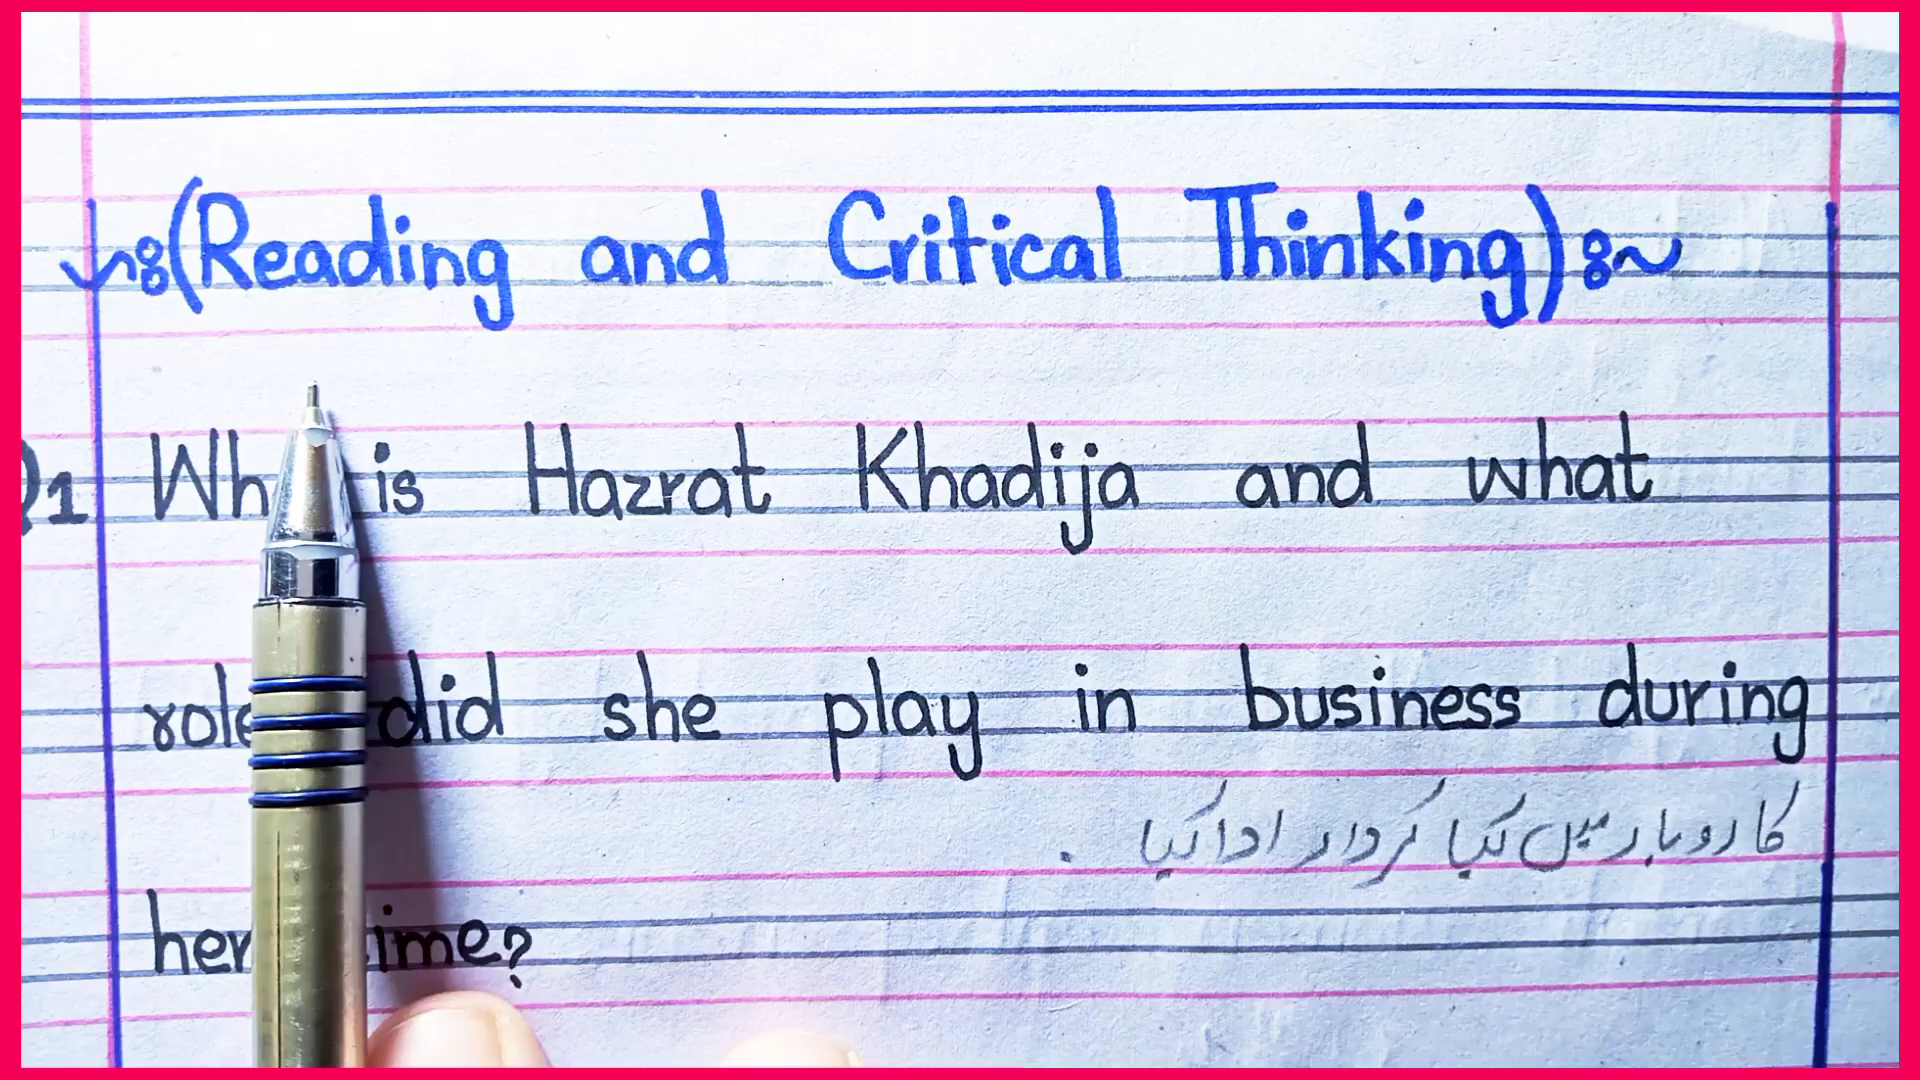 (Reading and Critical Thinking)
Q1 Wh is Hazrat Khadija and what
role did she play in business during
کاروبار میں کیا کردار ادا کیا .
her time?